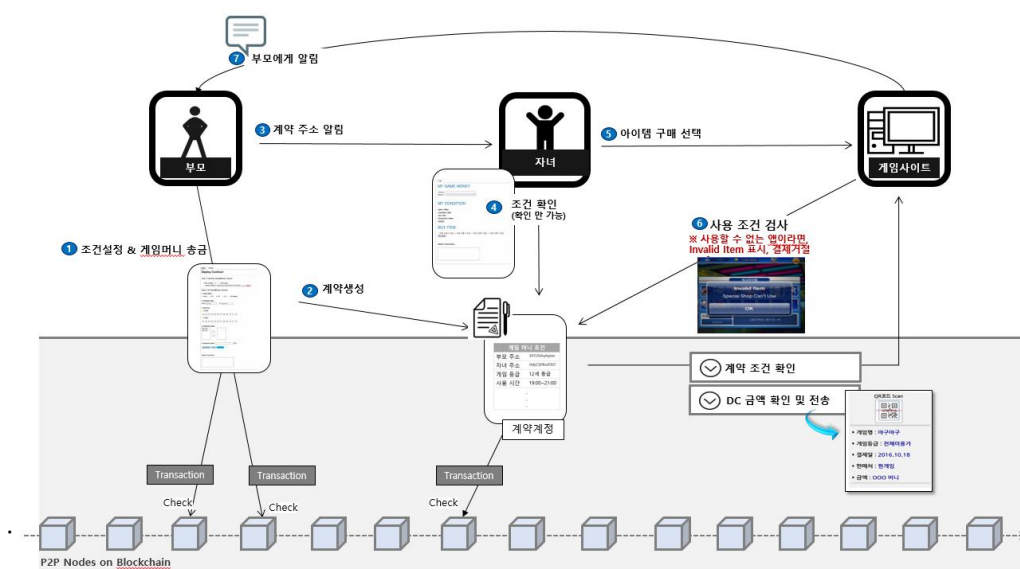 7 부모에게 알림
부모
3 계약 주소 알림
자녀
5 아이템 구매 선택
게임사이트
MY GAME MONEY
MY CONDITION
BUY ITEM
4 조건 확인
(확인 만 가능)
6 사용 조건 검사
※ 사용할 수 없는 앱이라면,
Invalid Item 표시, 결제거절
Invalid Item
Special Shop Can't Use
OK
1 조건설정 & 게임머니 송금
2 계약생성
게임 머니 조건
부모 주소
자녀 주소
게임 등급 12세 등급
사용 시간 19:00~21:00
계약계정
계약 조건 확인
DC 금액 확인 및 전송
QR코드 Scan
• 게임명 : 마구마구
• 게임등급 : 전체이용가
• 결제일 : 2016.10.18
• 판매처 : 한게임
• 금액 : OOO 머니
Transaction
Transaction
Transaction
Check
Check
Check
P2P Nodes on Blockchain